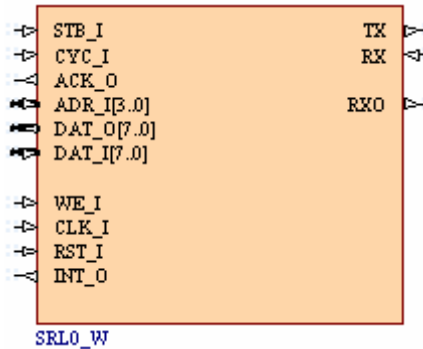 STB_I TX
CYC_I RX
ACK_O
ADR_I[3..0] RXO
DAT_O[7..0]
DAT_I[7..0]
WE_I
CLK_I
RST_I
INT_O
SRL0_W